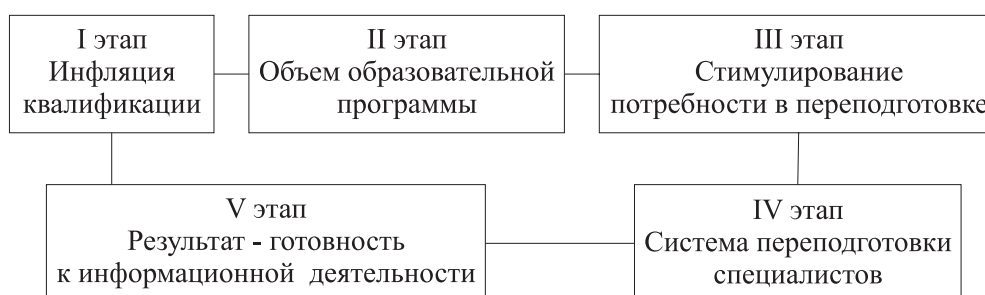 I этап
Инфляция
квалификации
II этап
Объем образовательной
программы
III этап
Стимулирование
потребности в переподготовке
V этап
Результат - готовность
к информационной деятельности
IV этап
Система переподготовки
специалистов